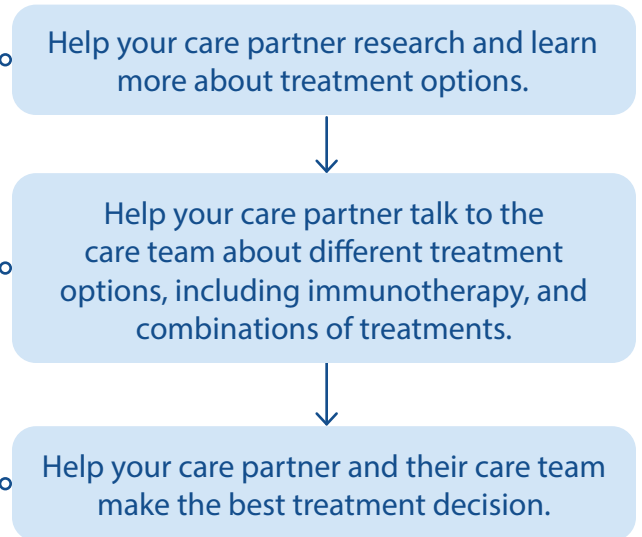 Help your care partner research and learn
more about treatment options.
Help your care partner talk to the
care team about different treatment
options, including immunotherapy, and
combinations of treatments.
Help your care partner and their care team
make the best treatment decision.